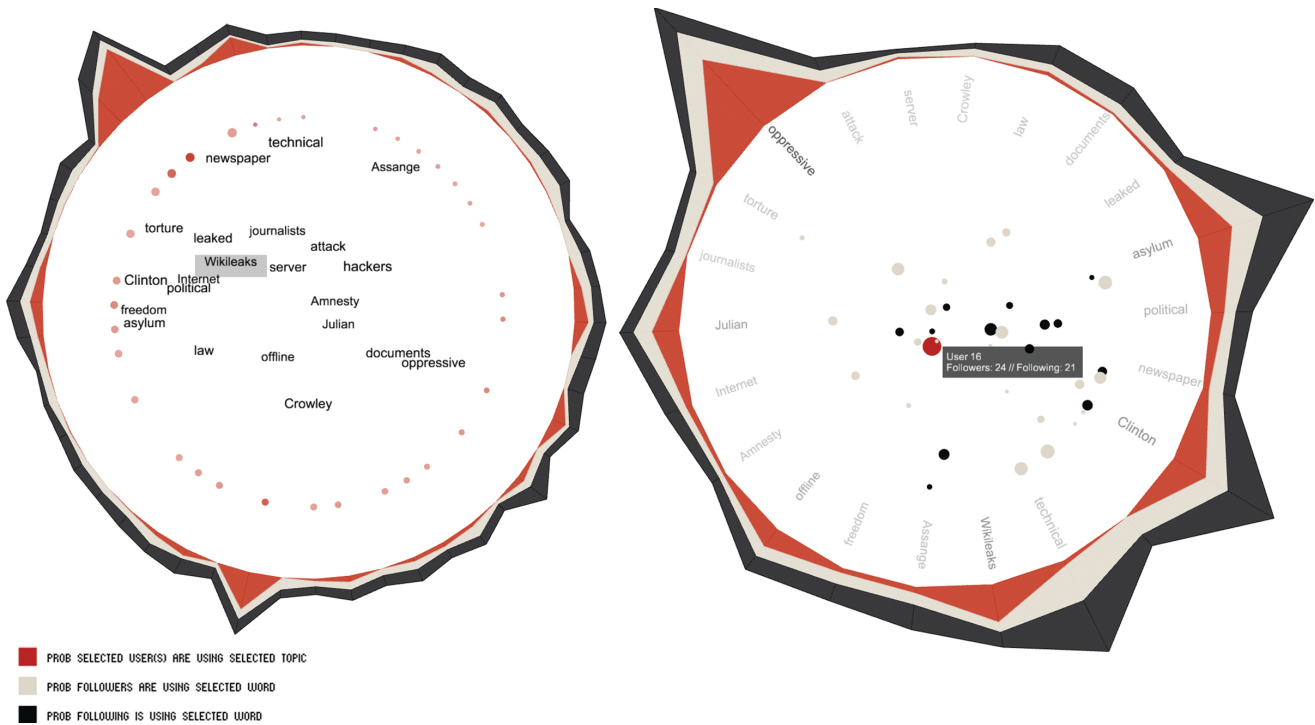 technical
newspaper
Assange
torture
journalists
leaked
attack
Wikileaks
server
hackers
Clinton
Internet
political
Amnesty
freedom
asylum
Julian
law
offline
documents
oppressive
Crowley
attack
server
Crowley
law
documents
oppressive
leaked
torture
asylum
journalists
political
Julian
User 16
Followers: 24 // Following: 21
newspaper
Internet
Clinton
Amnesty
offline
technical
freedom
Assange
Wikileaks
PROB SELECTED USER(S) ARE USING SELECTED TOPIC
PROB FOLLOWERS ARE USING SELECTED WORD
PROB FOLLOWING IS USING SELECTED WORD